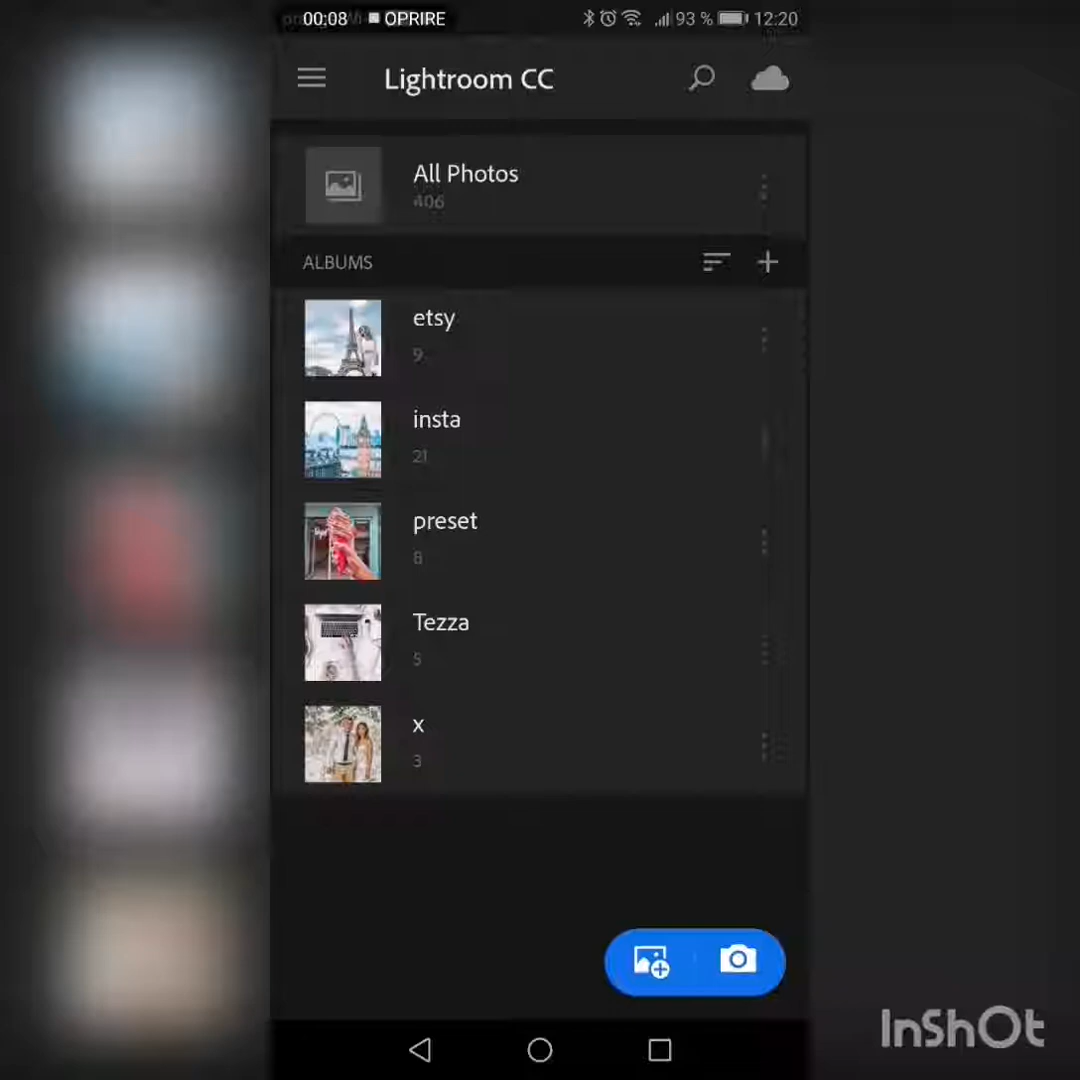 00:08 OPRIRE 93 % 12:20
Lightroom CC
All Photos
406
ALBUMS
etsy
9
insta
21
preset
8
Tezza
5
x
3
InShOt